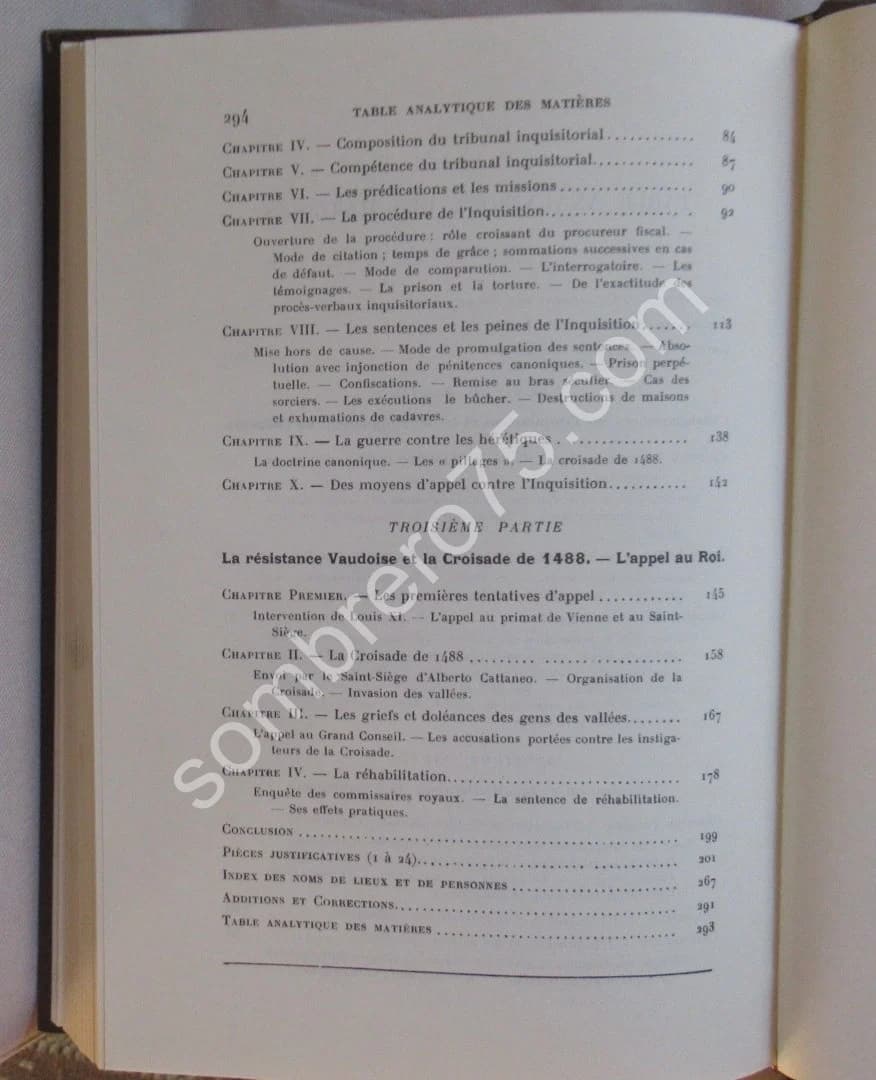 294 TABLE ANALYTIQUE DES MATIÈRES
CHAPITRE IV. — Composition du tribunal inquisitorial............ 84
CHAPITRE V. — Compétence du tribunal inquisitorial.............. 87
CHAPITRE VI. — Les prédications et les missions.................. 90
CHAPITRE VII. — La procédure de l'Inquisition.................... 92
Ouverture de la procédure : rôle croissant du procureur fiscal. —
Mode de citation ; temps de grâce ; sommations successives en cas
de défaut. — Mode de comparution. — L'interrogatoire. — Les
témoignages. — La prison et la torture. — De l'exactitude des
procès-verbaux inquisitoriaux.
CHAPITRE VIII. — Les sentences et les peines de l'Inquisition....... 113
Mise hors de cause. — Mode de promulgation des sentences. — Abso-
lution avec injonction de pénitences canoniques. — Prison perpé-
tuelle. — Confiscations. — Remise au bras séculier. — Cas des
sorciers. — Les exécutions le bûcher. — Destructions de maisons
et exhumations de cadavres.
CHAPITRE IX. — La guerre contre les hérétiques .................. 138
La doctrine canonique. — Les « pillages ». — La croisade de 1488.
CHAPITRE X. — Des moyens d'appel contre l'Inquisition........... 142
TROISIÈME PARTIE
La résistance Vaudoise et la Croisade de 1488. — L'appel au Roi.
CHAPITRE PREMIER. — Les premières tentatives d'appel ............ 145
Intervention de Louis XI. — L'appel au primat de Vienne et au Saint-
Siège.
CHAPITRE II. — La Croisade de 1488 ............................ 158
Envoi par le Saint-Siège d'Alberto Cattaneo. — Organisation de la
Croisade. — Invasion des vallées.
CHAPITRE III. — Les griefs et doléances des gens des vallées........ 167
L'appel au Grand Conseil. — Les accusations portées contre les instiga-
teurs de la Croisade.
CHAPITRE IV. — La réhabilitation............................... 178
Enquête des commissaires royaux. — La sentence de réhabilitation.
— Ses effets pratiques.
CONCLUSION .................................................. 199
PIÈCES JUSTIFICATIVES (1 à 24).................................. 201
INDEX DES NOMS DE LIEUX ET DE PERSONNES ...................... 267
ADDITIONS ET CORRECTIONS...................................... 291
TABLE ANALYTIQUE DES MATIÈRES ................................ 293
sombrero75.com